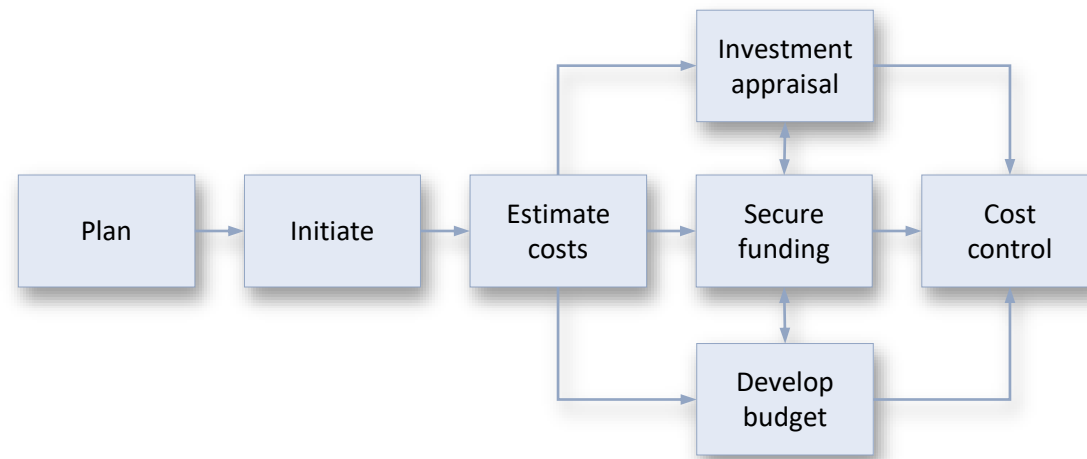 Investment
appraisal
Plan
Initiate
Estimate
costs
Secure
funding
Cost
control
Develop
budget